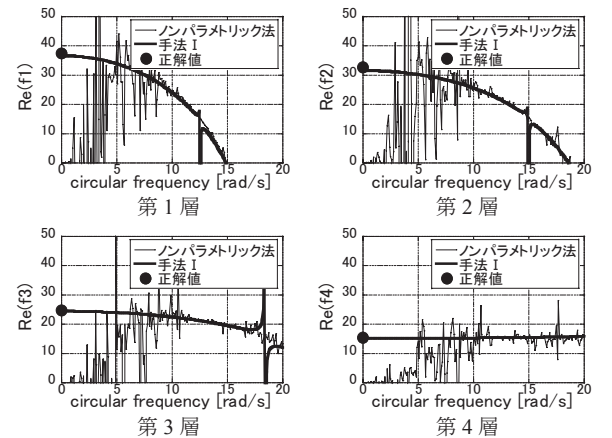 50
40
30
20
10
0
Re(f1)
ノンパラメトリック法
手法 I
正解値
0 5 10 15 20
circular frequency [rad/s]
第 1 層
50
40
30
20
10
0
Re(f2)
ノンパラメトリック法
手法 I
正解値
0 5 10 15 20
circular frequency [rad/s]
第 2 層
50
40
30
20
10
0
Re(f3)
ノンパラメトリック法
手法 I
正解値
0 5 10 15 20
circular frequency [rad/s]
第 3 層
50
40
30
20
10
0
Re(f4)
ノンパラメトリック法
手法 I
正解値
0 5 10 15 20
circular frequency [rad/s]
第 4 層